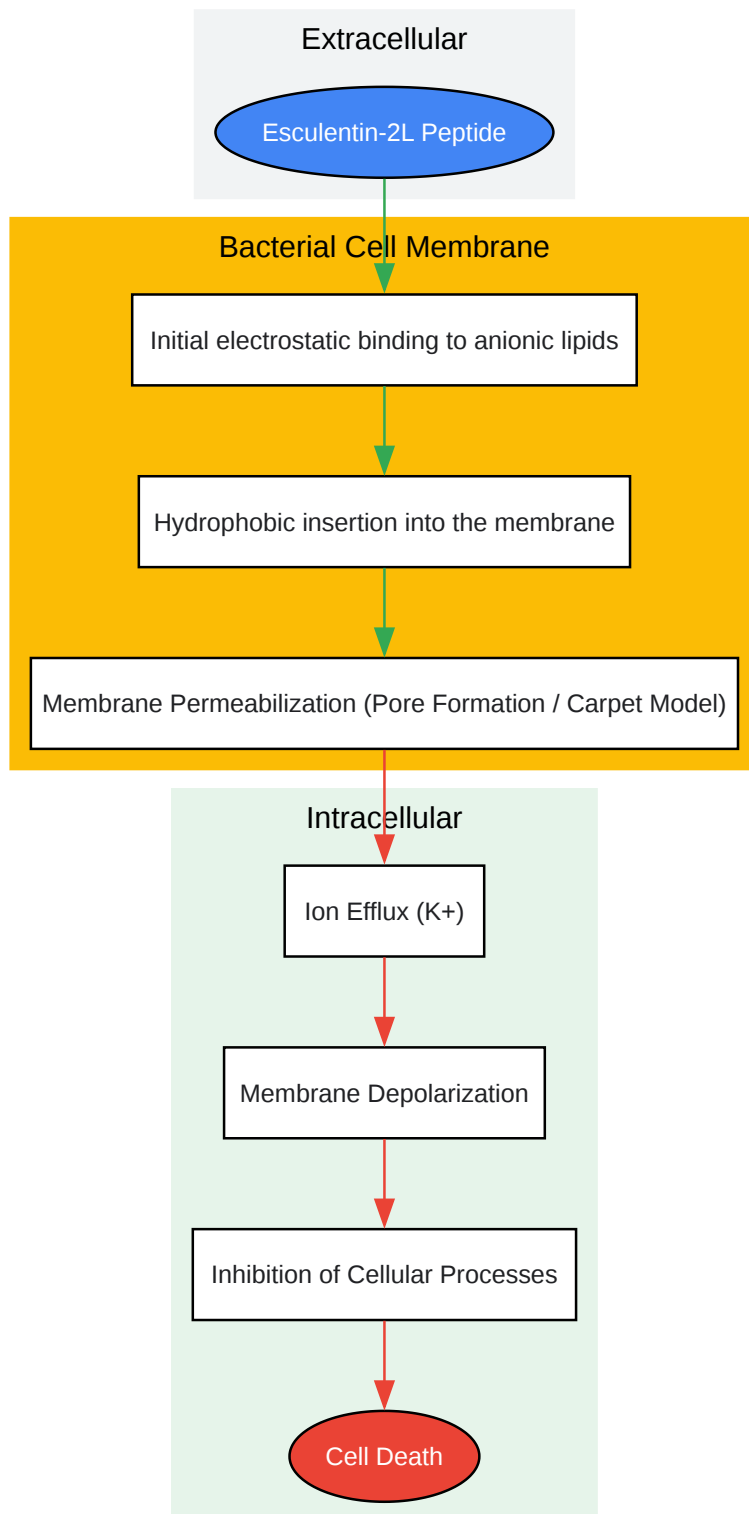 Extracellular
Esculentin-2L Peptide
Bacterial Cell Membrane
Initial electrostatic binding to anionic lipids
Hydrophobic insertion into the membrane
Membrane Permeabilization (Pore Formation / Carpet Model)
Intracellular
Ion Efflux (K+)
Membrane Depolarization
Inhibition of Cellular Processes
Cell Death